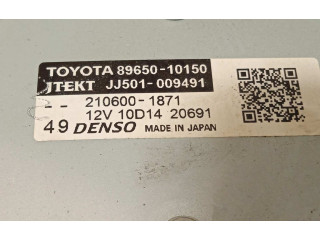 TOYOTA 89650-10150
JTEKT JJ501-009491
-- 210600-1871
12V 10D14 20691
49 DENSO MADE IN JAPAN